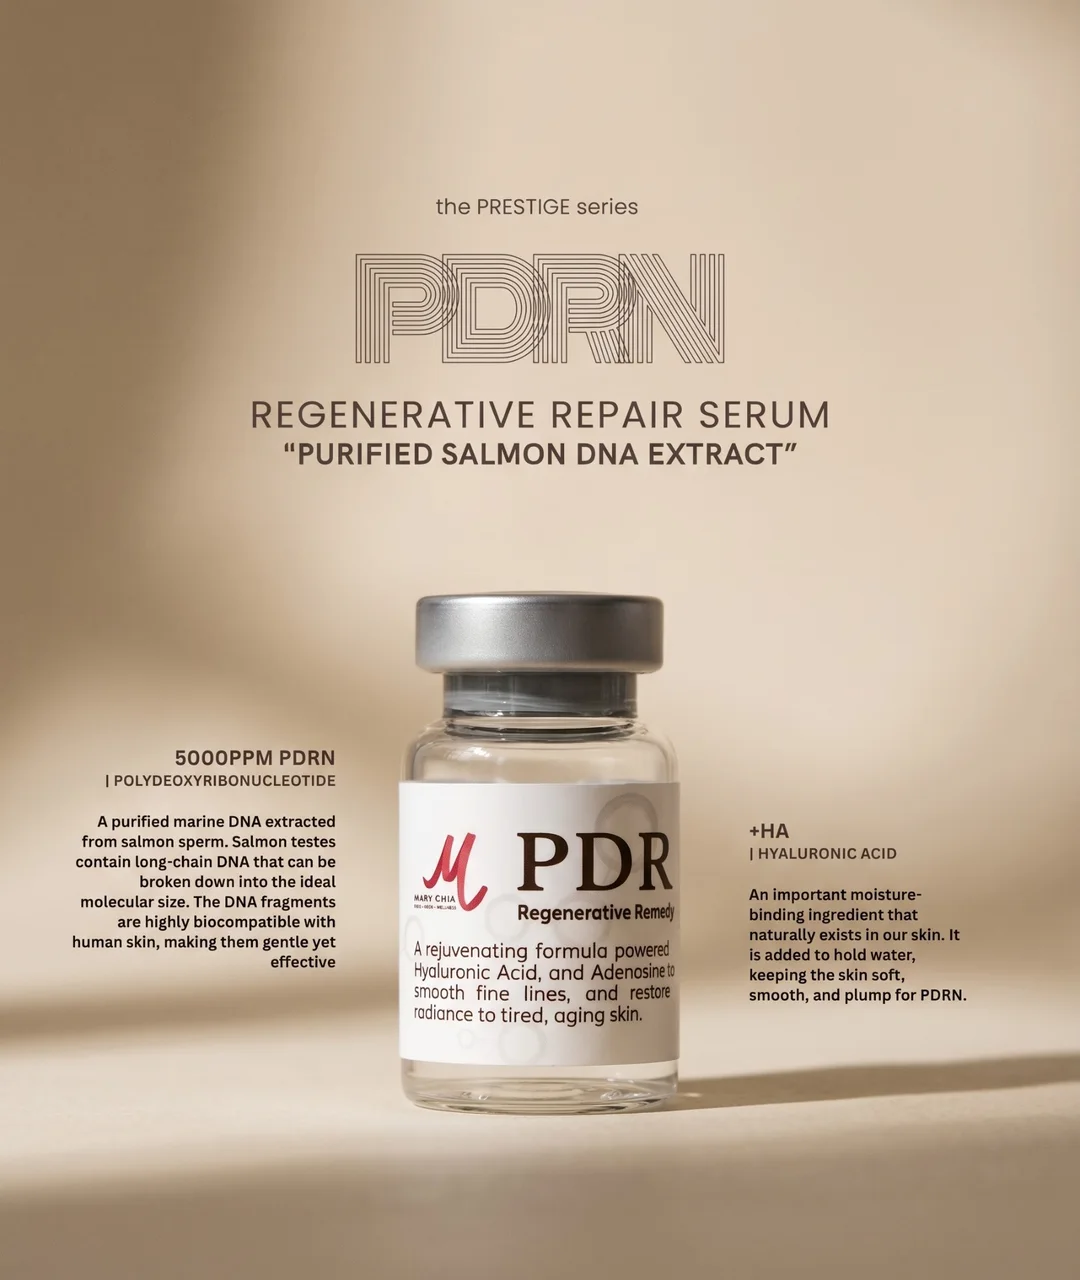 the PRESTIGE series
PDRN
REGENERATIVE REPAIR SERUM
“PURIFIED SALMON DNA EXTRACT”
5000PPM PDRN
| POLYDEOXYRIBONUCLEOTIDE
A purified marine DNA extracted
from salmon sperm. Salmon testes
contain long-chain DNA that can be
broken down into the ideal
molecular size. The DNA fragments
are highly biocompatible with
human skin, making them gentle yet
effective
M
MARY CHIA
PDR
Regenerative Remedy
A rejuvenating formula powered
Hyaluronic Acid, and Adenosine to
smooth fine lines, and restore
radiance to tired, aging skin.
+HA
| HYALURONIC ACID
An important moisture-
binding ingredient that
naturally exists in our skin. It
is added to hold water,
keeping the skin soft,
smooth, and plump for PDRN.